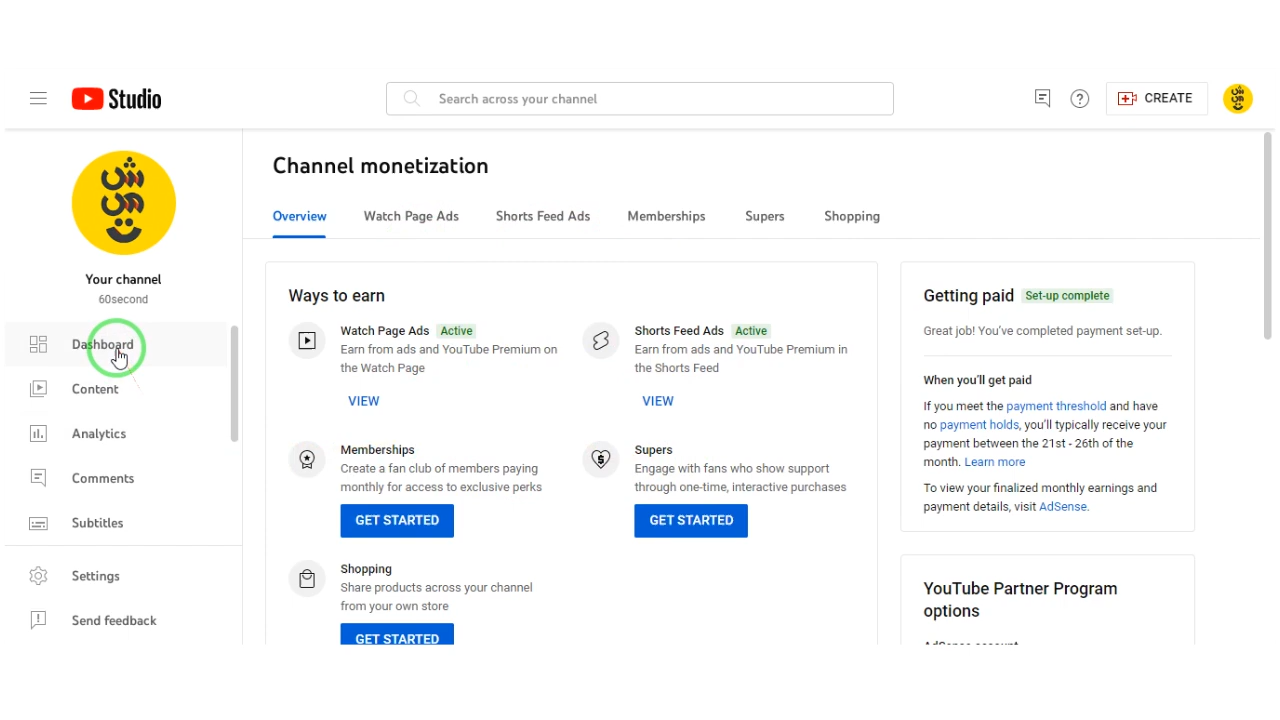 Studio
Search across your channel
CREATE
Your channel
60second
Dashboard
Content
Analytics
Comments
Subtitles
Settings
Send feedback
Channel monetization
Overview
Watch Page Ads
Shorts Feed Ads
Memberships
Supers
Shopping
Ways to earn
Watch Page Ads Active
Earn from ads and YouTube Premium on
the Watch Page
VIEW
Shorts Feed Ads Active
Earn from ads and YouTube Premium in
the Shorts Feed
VIEW
Memberships
Create a fan club of members paying
monthly for access to exclusive perks
GET STARTED
Supers
Engage with fans who show support
through one-time, interactive purchases
GET STARTED
Shopping
Share products across your channel
from your own store
GET STARTED
Getting paid Set-up complete
Great job! You’ve completed payment set-up.
When you’ll get paid
If you meet the payment threshold and have
no payment holds, you’ll typically receive your
payment between the 21st - 26th of the
month. Learn more
To view your finalized monthly earnings and
payment details, visit AdSense.
YouTube Partner Program
options
AdSense account